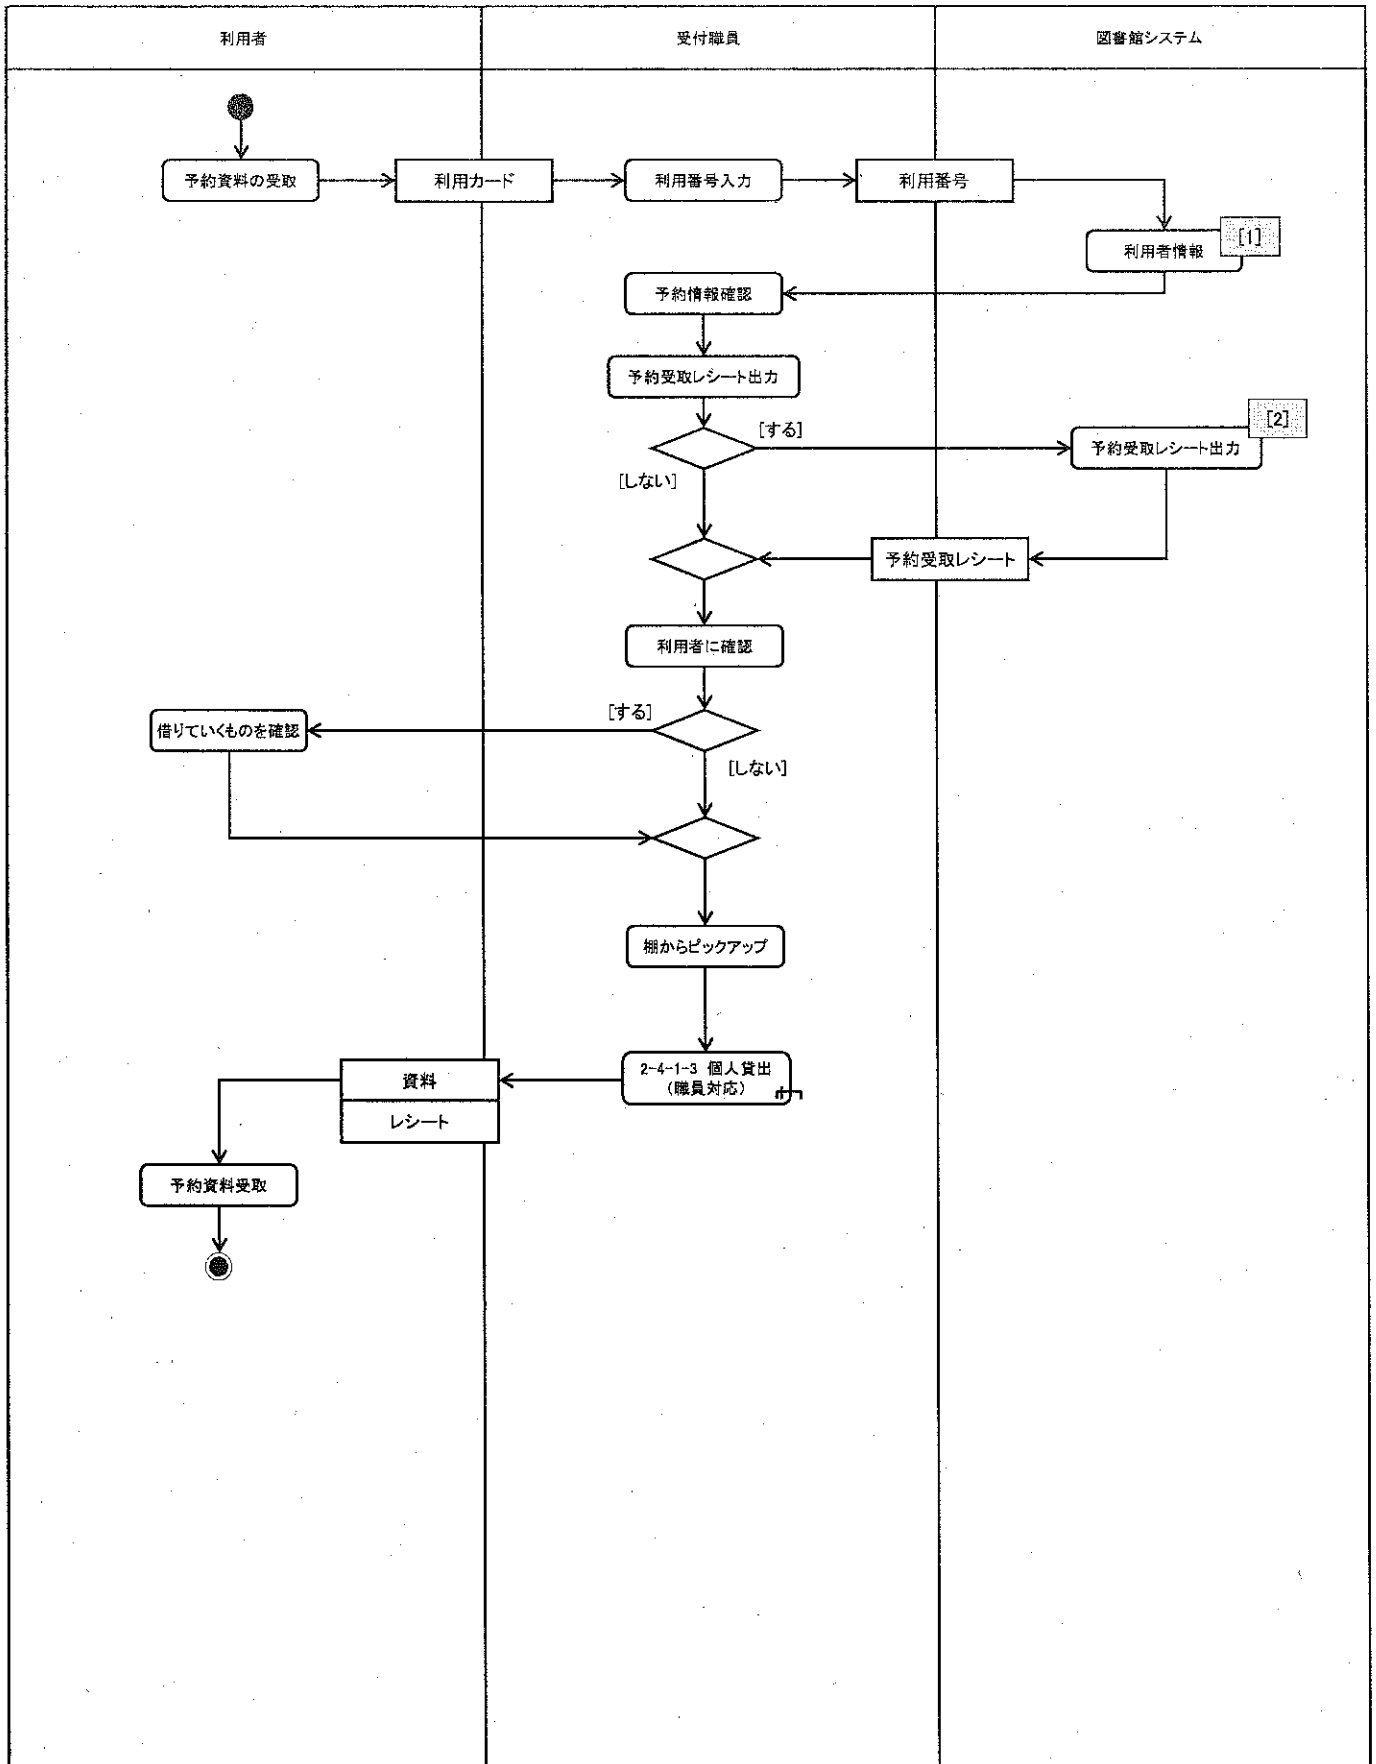 利用者
受付職員
図書館システム
予約資料の受取
利用カード
利用番号入力
利用番号
利用者情報
[1]
予約情報確認
予約受取レシート出力
[する]
[しない]
予約受取レシート出力
[2]
予約受取レシート
利用者に確認
[する]
[しない]
借りていくものを確認
棚からピックアップ
2-4-1-3 個人貸出
(職員対応)
資料
レシート
予約資料受取